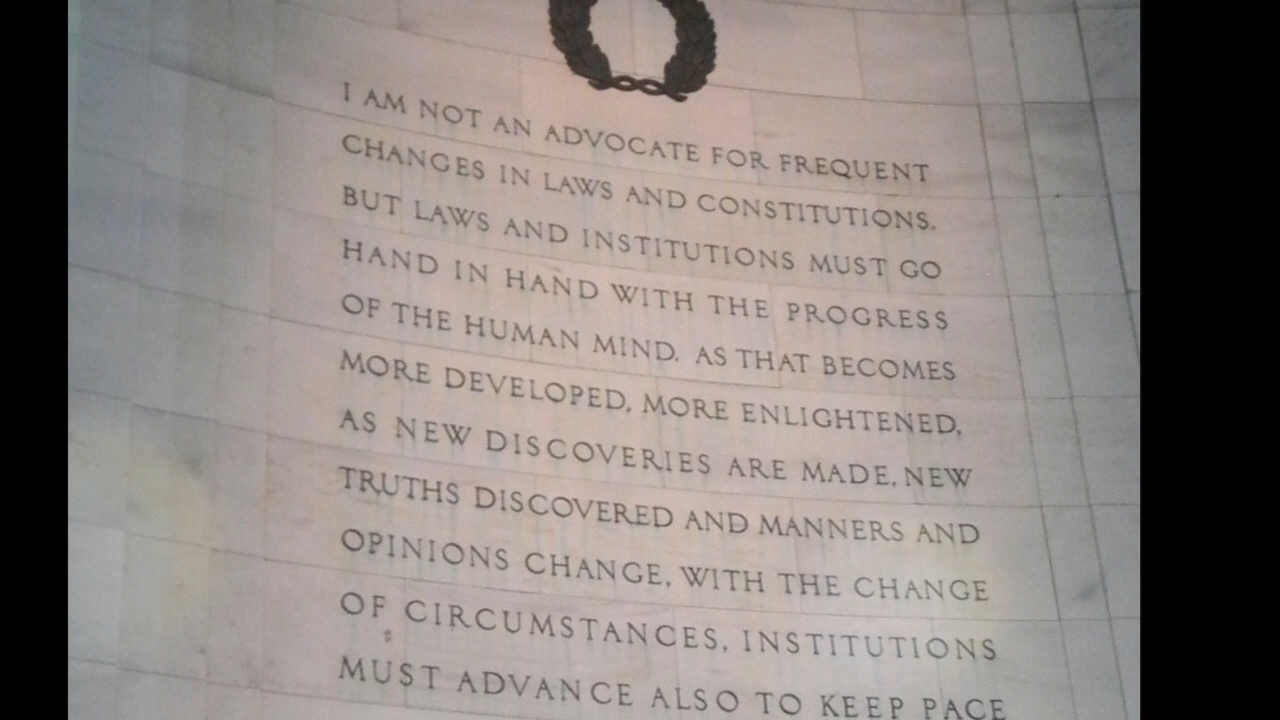 I AM NOT AN ADVOCATE FOR FREQUENT
CHANGES IN LAWS AND CONSTITUTIONS.
BUT LAWS AND INSTITUTIONS MUST GO
HAND IN HAND WITH THE PROGRESS
OF THE HUMAN MIND. AS THAT BECOMES
MORE DEVELOPED, MORE ENLIGHTENED,
AS NEW DISCOVERIES ARE MADE, NEW
TRUTHS DISCOVERED AND MANNERS AND
OPINIONS CHANGE, WITH THE CHANGE
OF CIRCUMSTANCES, INSTITUTIONS
MUST ADVANCE ALSO TO KEEP PACE